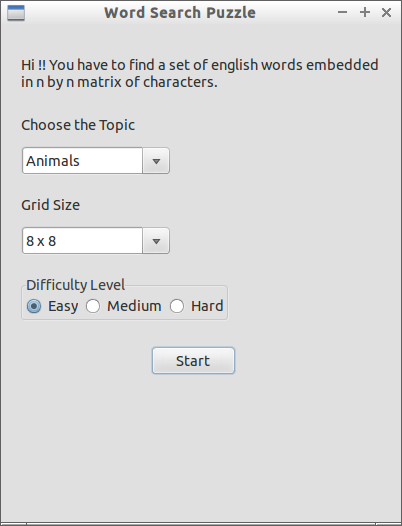 Word Search Puzzle
Hi !! You have to find a set of english words embedded
in n by n matrix of characters.
Choose the Topic
Animals
Grid Size
8 x 8
Difficulty Level
Easy Medium Hard
Start